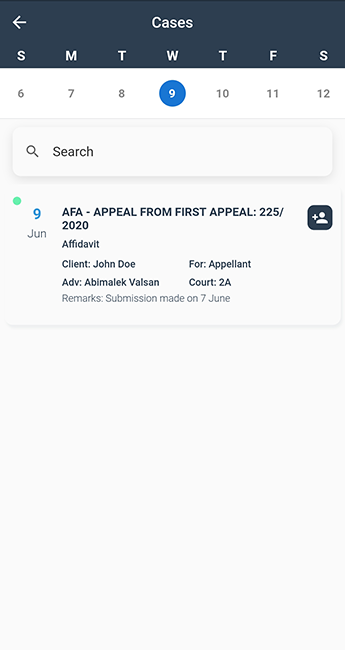 Cases
S M T W T F S
6 7 8 9 10 11 12
Search
9
Jun
AFA - APPEAL FROM FIRST APPEAL: 225/
2020
Affidavit
Client: John Doe For: Appellant
Adv: Abimalek Valsan Court: 2A
Remarks: Submission made on 7 June